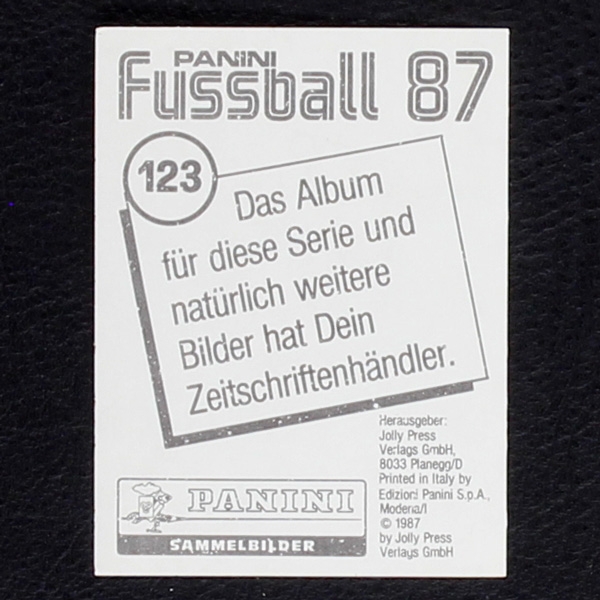 PANINI
Fussball 87
123
Das Album
für diese Serie und
natürlich weitere
Bilder hat Dein
Zeitschriftenhändler.
Herausgeber:
Jolly Press
Verlags GmbH,
8033 Planegg/D
Printed in Italy by
Edizioni Panini S.p.A.,
Modena/I
© 1987
by Jolly Press
Verlags GmbH
PANINI
SAMMELBILDER